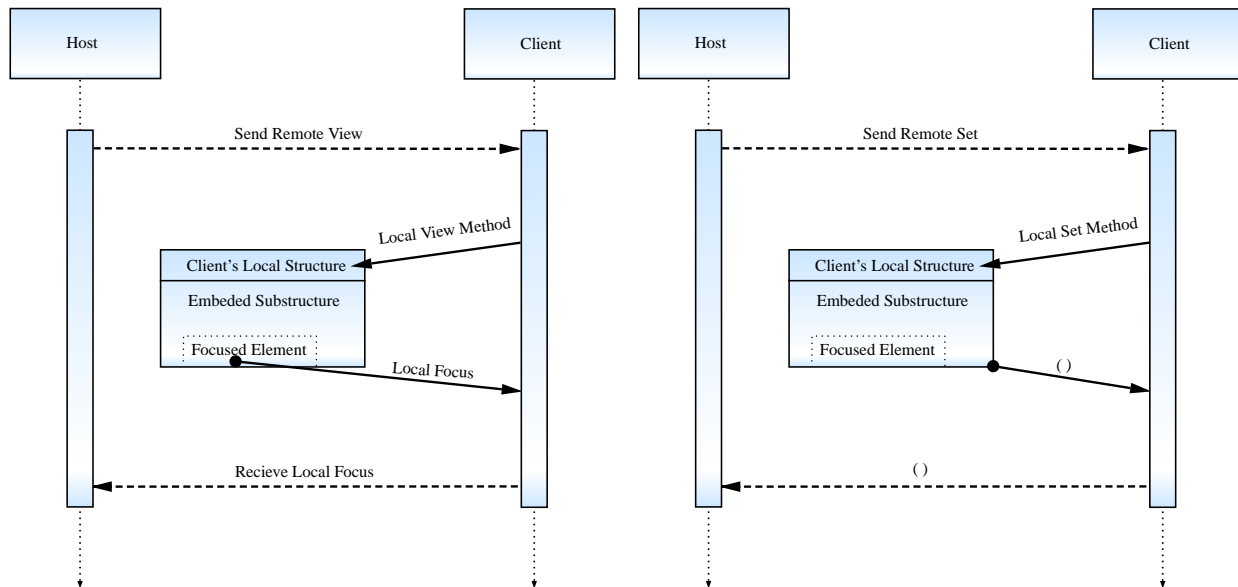 Host
Client
Send Remote View
Local View Method
Client's Local Structure
Embeded Substructure
Focused Element
Local Focus
Recieve Local Focus
Host
Client
Send Remote Set
Local Set Method
Client's Local Structure
Embeded Substructure
Focused Element
( )
( )